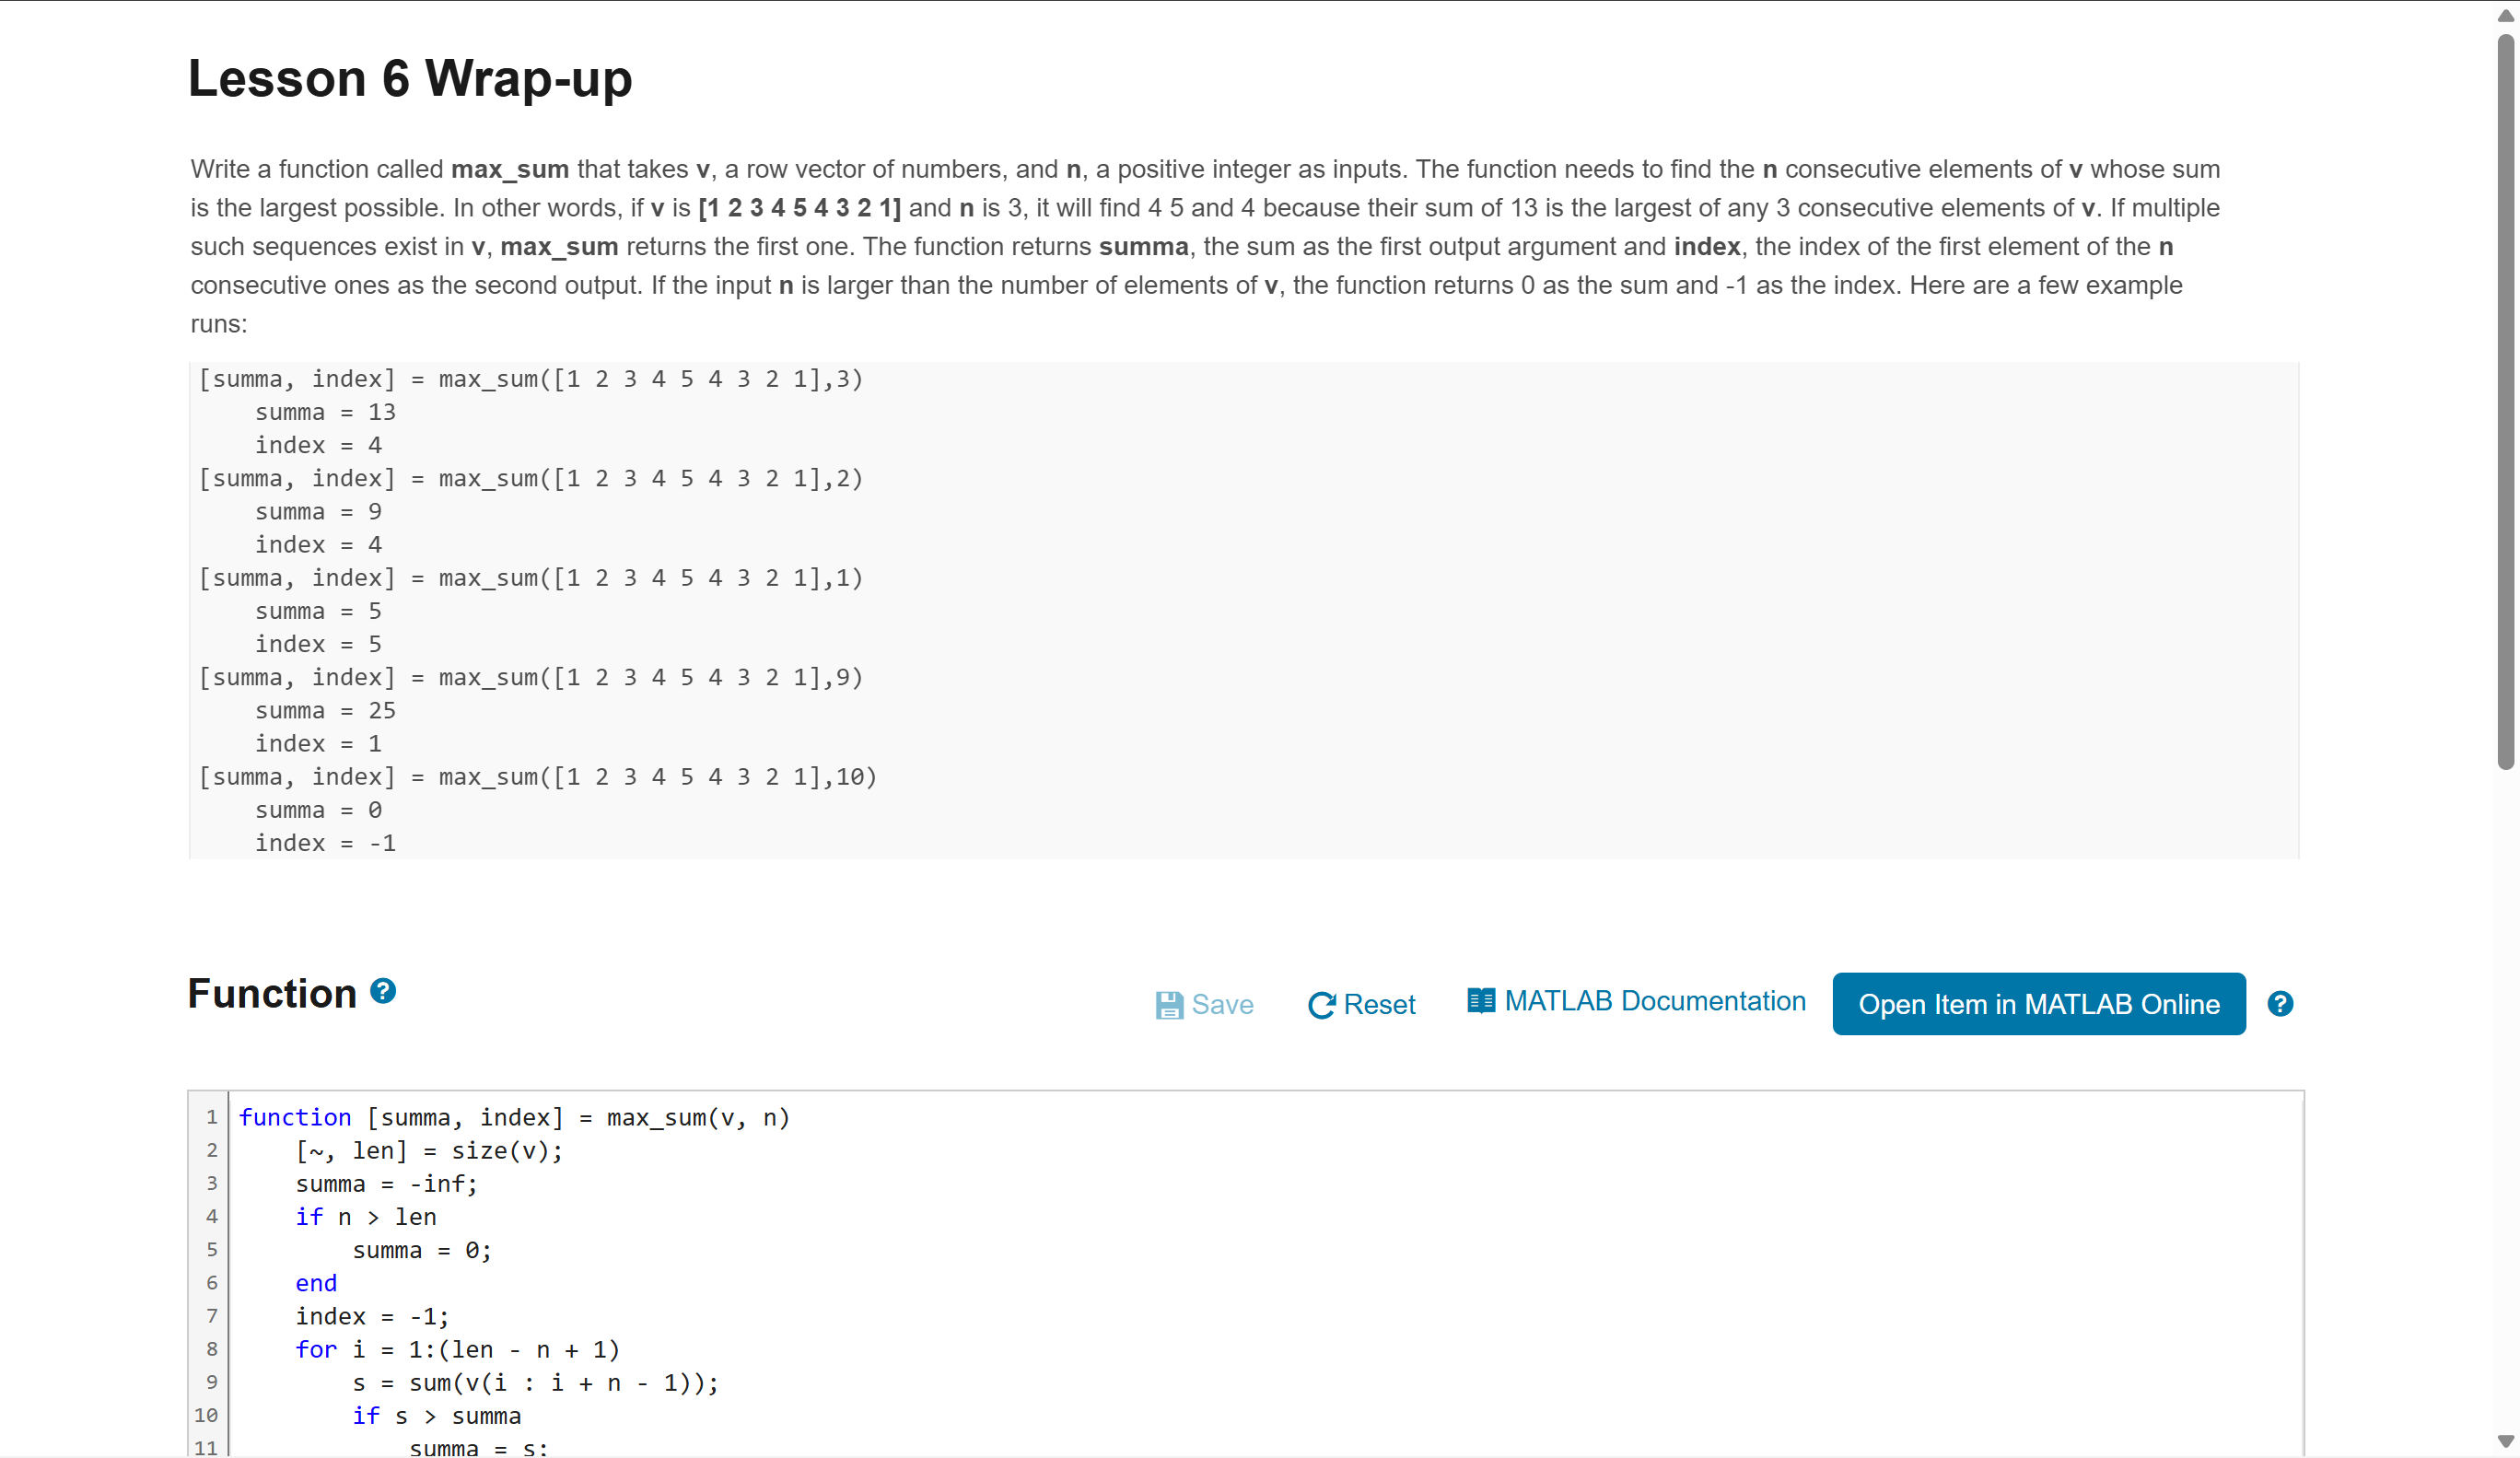 Lesson 6 Wrap-up
Write a function called max_sum that takes v, a row vector of numbers, and n, a positive integer as inputs. The function needs to find the n consecutive elements of v whose sum
is the largest possible. In other words, if v is [1 2 3 4 5 4 3 2 1] and n is 3, it will find 4 5 and 4 because their sum of 13 is the largest of any 3 consecutive elements of v. If multiple
such sequences exist in v, max_sum returns the first one. The function returns summa, the sum as the first output argument and index, the index of the first element of the n
consecutive ones as the second output. If the input n is larger than the number of elements of v, the function returns 0 as the sum and -1 as the index. Here are a few example
runs:
[summa, index] = max_sum([1 2 3 4 5 4 3 2 1],3)
    summa = 13
    index = 4
[summa, index] = max_sum([1 2 3 4 5 4 3 2 1],2)
    summa = 9
    index = 4
[summa, index] = max_sum([1 2 3 4 5 4 3 2 1],1)
    summa = 5
    index = 5
[summa, index] = max_sum([1 2 3 4 5 4 3 2 1],9)
    summa = 25
    index = 1
[summa, index] = max_sum([1 2 3 4 5 4 3 2 1],10)
    summa = 0
    index = -1
Function ?
Save Reset MATLAB Documentation Open Item in MATLAB Online ?
1 function [summa, index] = max_sum(v, n)
2     [~, len] = size(v);
3     summa = -inf;
4     if n > len
5         summa = 0;
6     end
7     index = -1;
8     for i = 1:(len - n + 1)
9         s = sum(v(i : i + n - 1));
10         if s > summa
11             summa = s;